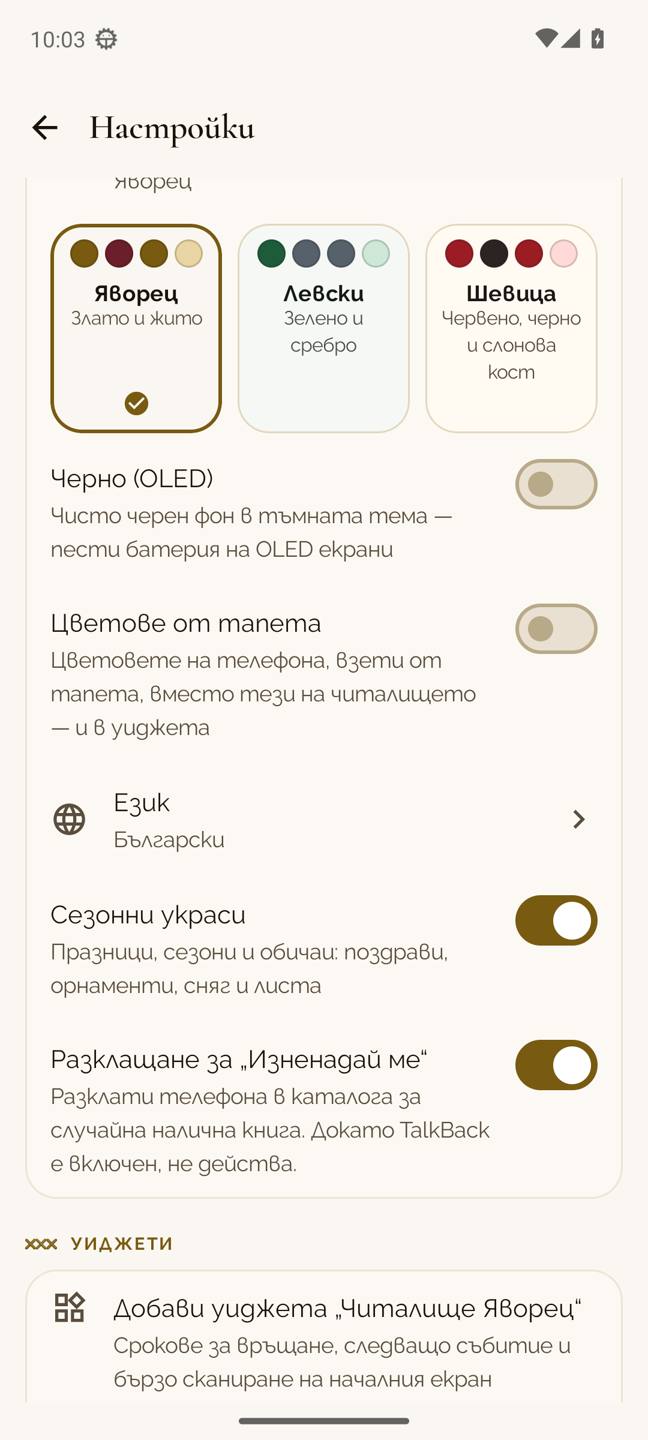 10:03
Настройки
Яворец
Яворец
Злато и жито
Левски
Зелено и
сребро
Шевица
Червено, черно
и слонова
кост
Черно (OLED)
Чисто черен фон в тъмната тема —
пести батерия на OLED екрани
Цветове от тапета
Цветовете на телефона, взети от
тапета, вместо тези на читалището
— и в уиджета
Език
Български
Сезонни украси
Празници, сезони и обичаи: поздрави,
орнаменти, сняг и листа
Разклащане за „Изненадай ме“
Разклати телефона в каталога за
случайна налична книга. Докато TalkBack
е включен, не действа.
УИДЖЕТИ
Добави уиджета „Читалище Яворец“
Срокове за връщане, следващо събитие и
бързо сканиране на началния екран